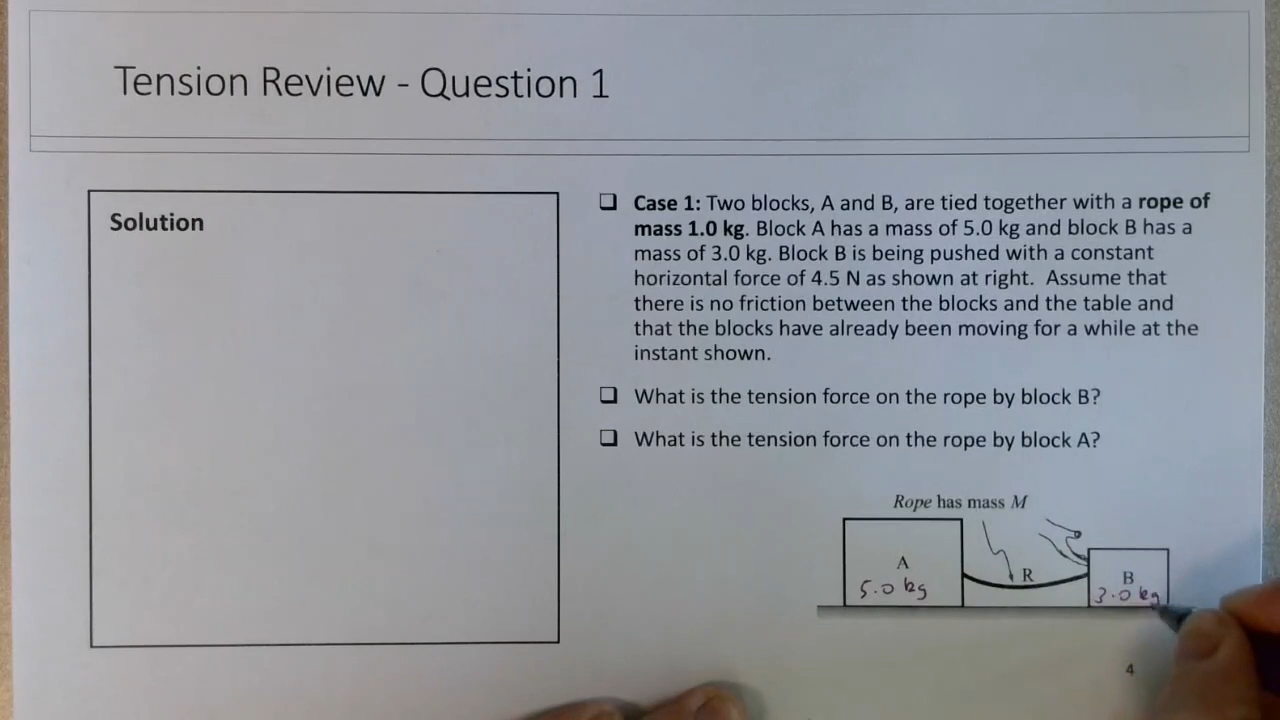 Tension Review - Question 1
Solution
❑ Case 1: Two blocks, A and B, are tied together with a rope of
mass 1.0 kg. Block A has a mass of 5.0 kg and block B has a
mass of 3.0 kg. Block B is being pushed with a constant
horizontal force of 4.5 N as shown at right. Assume that
there is no friction between the blocks and the table and
that the blocks have already been moving for a while at the
instant shown.
❑ What is the tension force on the rope by block B?
❑ What is the tension force on the rope by block A?
Rope has mass M
A
5.0 kg
R
B
3.0 kg
4